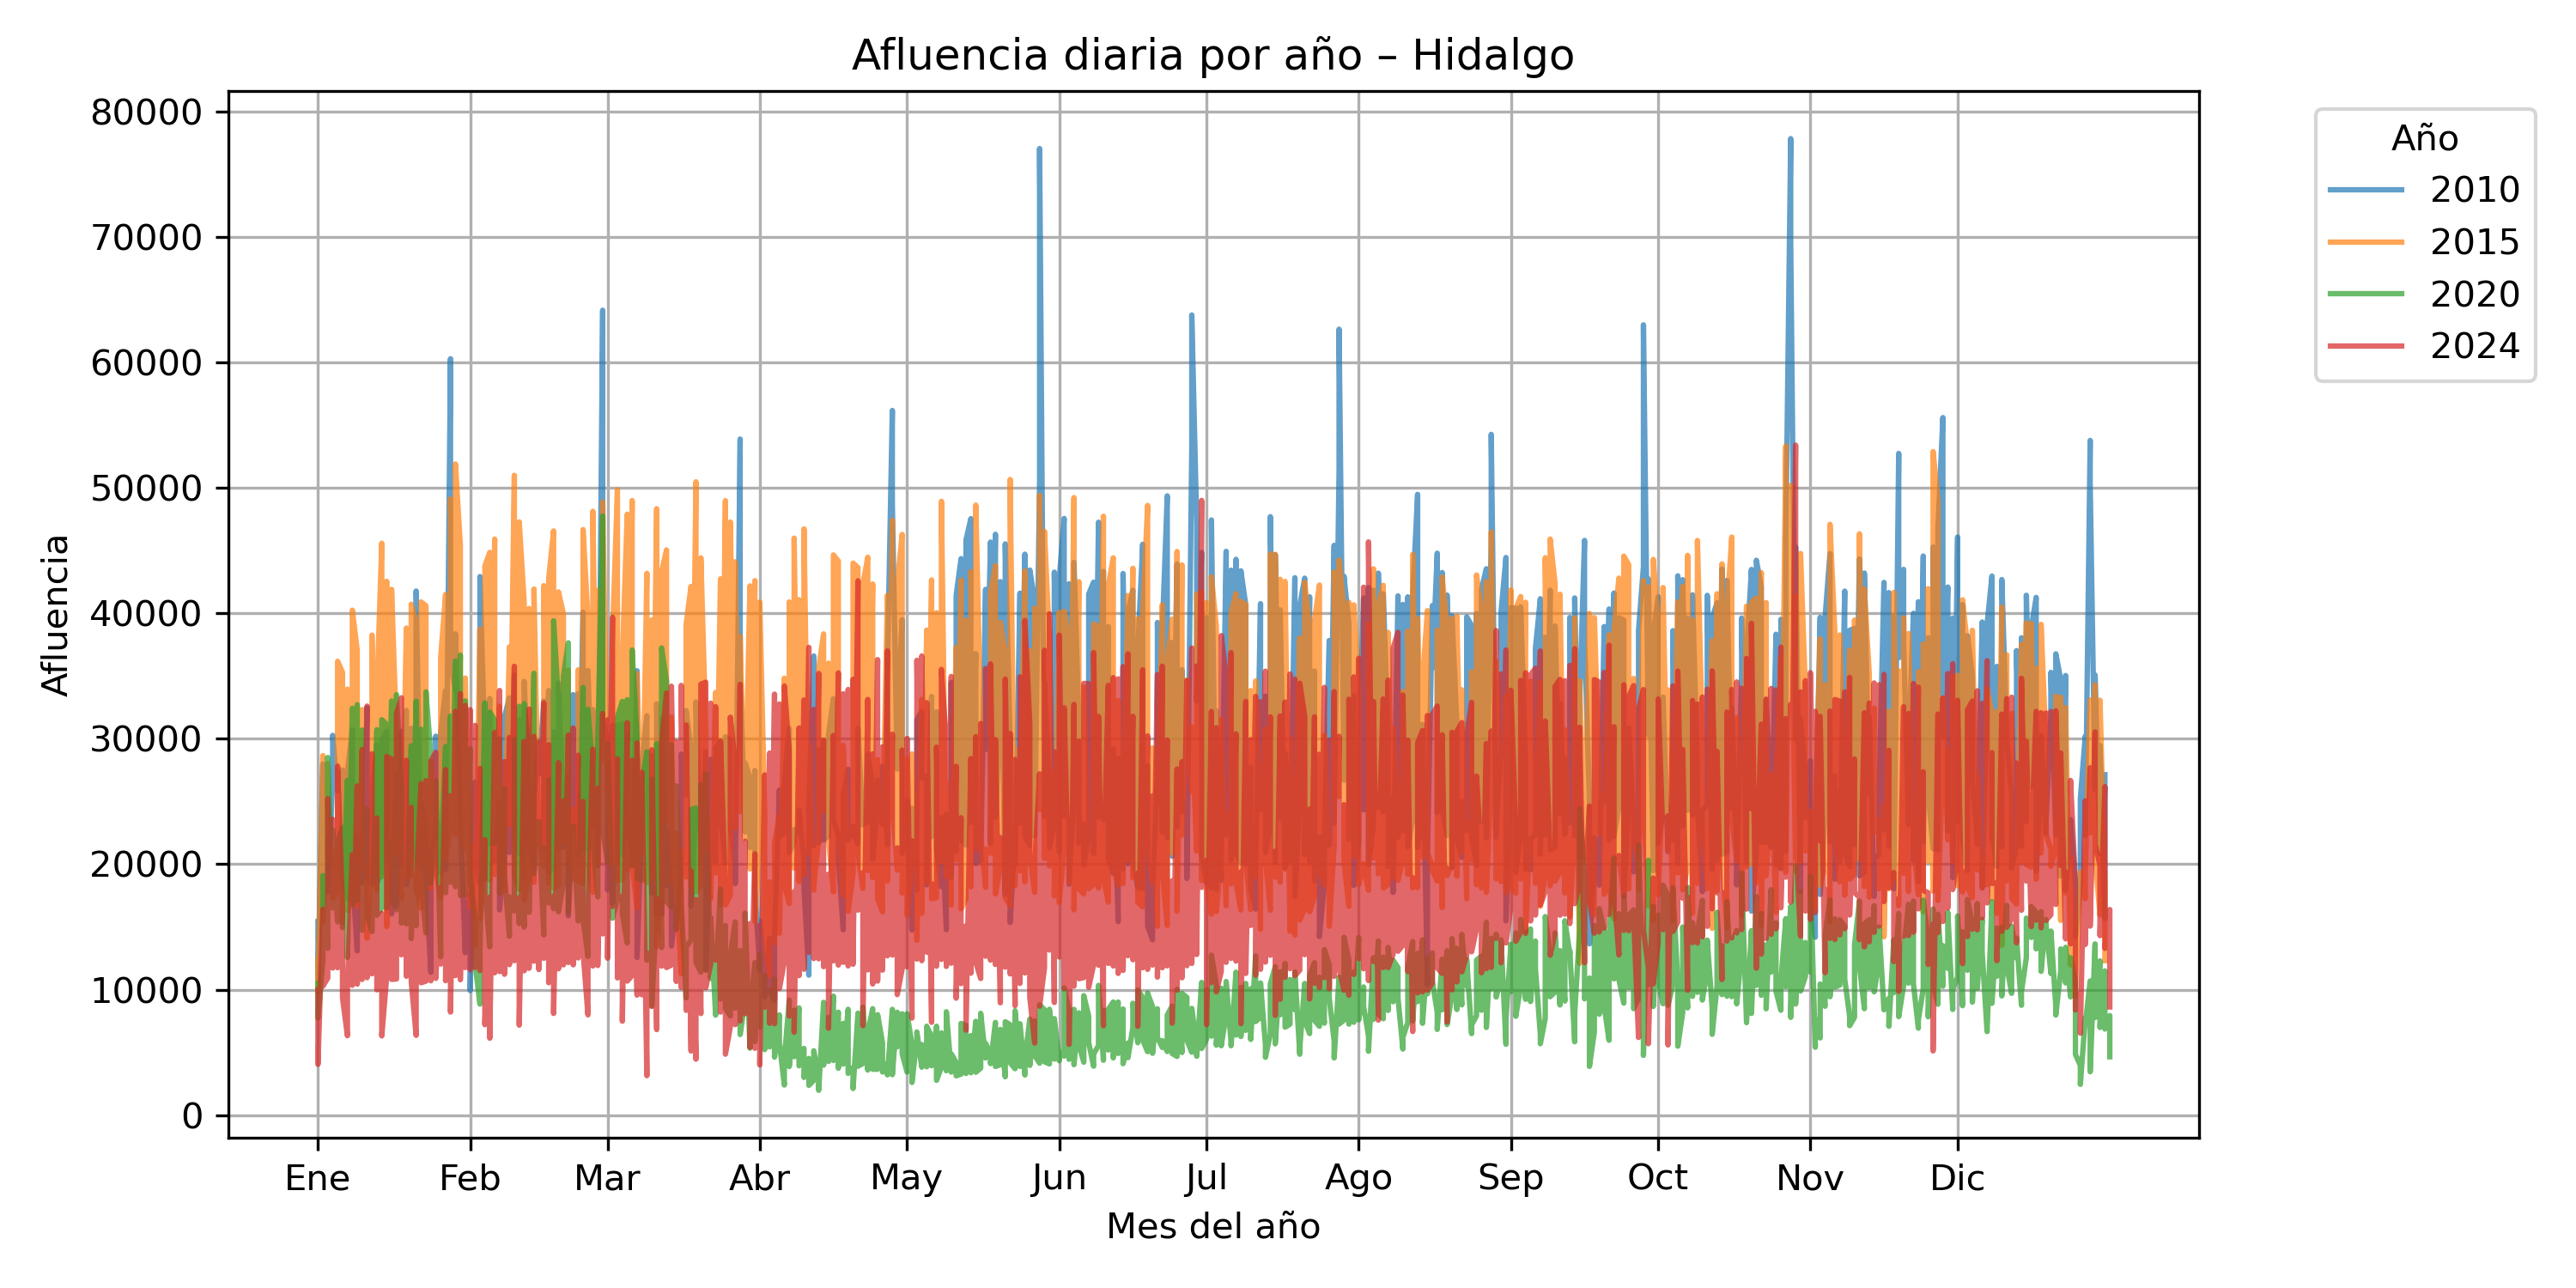 Afluencia diaria por año – Hidalgo
80000
70000
60000
50000
40000
30000
20000
10000
0
Afluencia
Ene Feb Mar Abr May Jun Jul Ago Sep Oct Nov Dic
Mes del año
Año
2010
2015
2020
2024